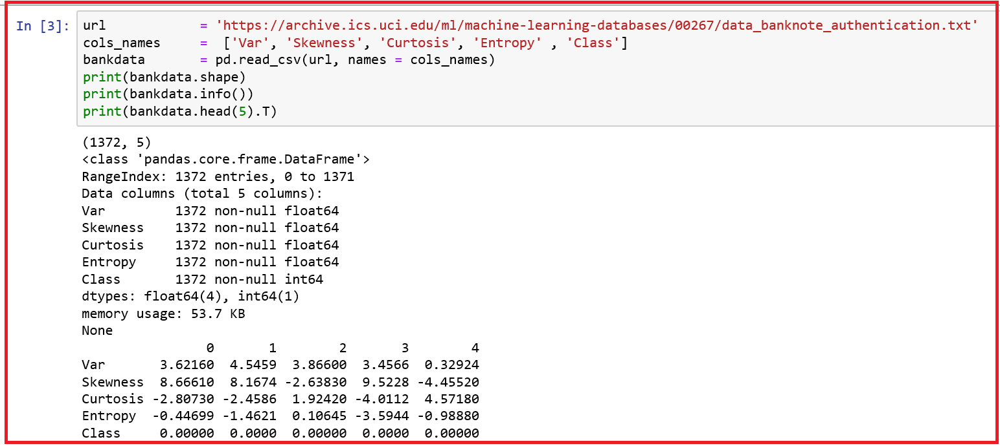 In [3]: url            = 'https://archive.ics.uci.edu/ml/machine-learning-databases/00267/data_banknote_authentication.txt'
cols_names     =  ['Var', 'Skewness', 'Curtosis', 'Entropy' , 'Class']
bankdata       = pd.read_csv(url, names = cols_names)
print(bankdata.shape)
print(bankdata.info())
print(bankdata.head(5).T)
(1372, 5)
<class 'pandas.core.frame.DataFrame'>
RangeIndex: 1372 entries, 0 to 1371
Data columns (total 5 columns):
Var         1372 non-null float64
Skewness    1372 non-null float64
Curtosis    1372 non-null float64
Entropy     1372 non-null float64
Class       1372 non-null int64
dtypes: float64(4), int64(1)
memory usage: 53.7 KB
None
                0       1        2       3        4
Var       3.62160  4.5459  3.86600  3.4566  0.32924
Skewness  8.66610  8.1674 -2.63830  9.5228 -4.45520
Curtosis -2.80730 -2.4586  1.92420 -4.0112  4.57180
Entropy  -0.44699 -1.4621  0.10645 -3.5944 -0.98880
Class     0.00000  0.0000  0.00000  0.0000  0.00000